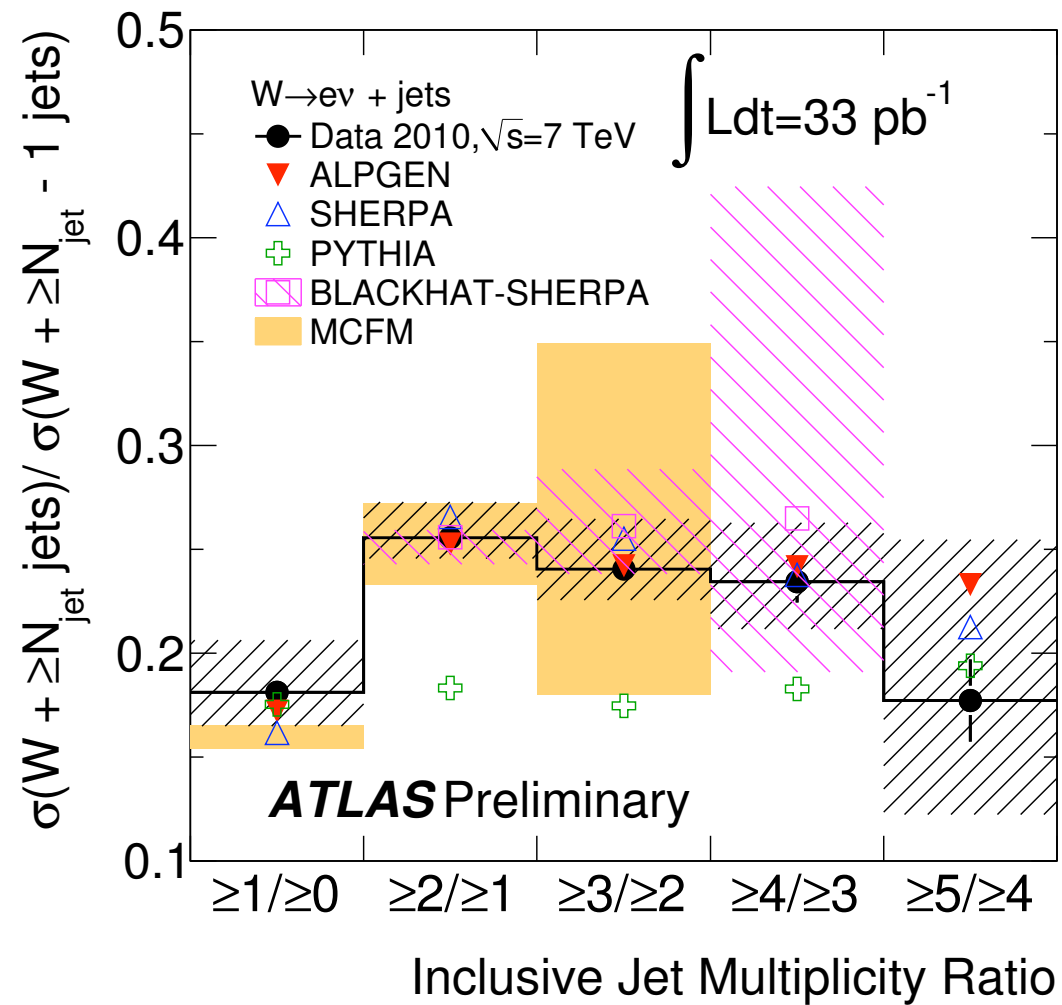 σ(W + ≥N_jet jets)/ σ(W + ≥N_jet - 1 jets)
0.5
0.4
0.3
0.2
0.1
W→eν + jets
Data 2010,√s=7 TeV
ALPGEN
SHERPA
PYTHIA
BLACKHAT-SHERPA
MCFM
∫Ldt=33 pb⁻¹
ATLAS Preliminary
≥1/≥0 ≥2/≥1 ≥3/≥2 ≥4/≥3 ≥5/≥4
Inclusive Jet Multiplicity Ratio